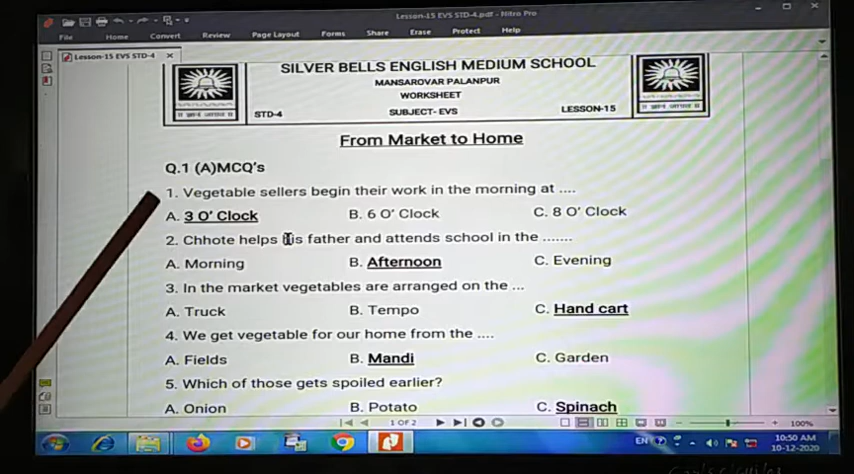 Lesson-15 EVS STD-4.pdf - Nitro Pro
File Home Convert Review Page Layout Forms Share Erase Protect Help
Lesson-15 EVS STD-4
SILVER BELLS ENGLISH MEDIUM SCHOOL
MANSAROVAR PALANPUR
WORKSHEET
STD-4 SUBJECT- EVS LESSON-15
From Market to Home
Q.1 (A)MCQ's
1. Vegetable sellers begin their work in the morning at ....
A. 3 O' Clock B. 6 O' Clock C. 8 O' Clock
2. Chhote helps his father and attends school in the .......
A. Morning B. Afternoon C. Evening
3. In the market vegetables are arranged on the ...
A. Truck B. Tempo C. Hand cart
4. We get vegetable for our home from the ....
A. Fields B. Mandi C. Garden
5. Which of those gets spoiled earlier?
A. Onion B. Potato C. Spinach
1 OF 2 100%
EN 10:50 AM
10-12-2020